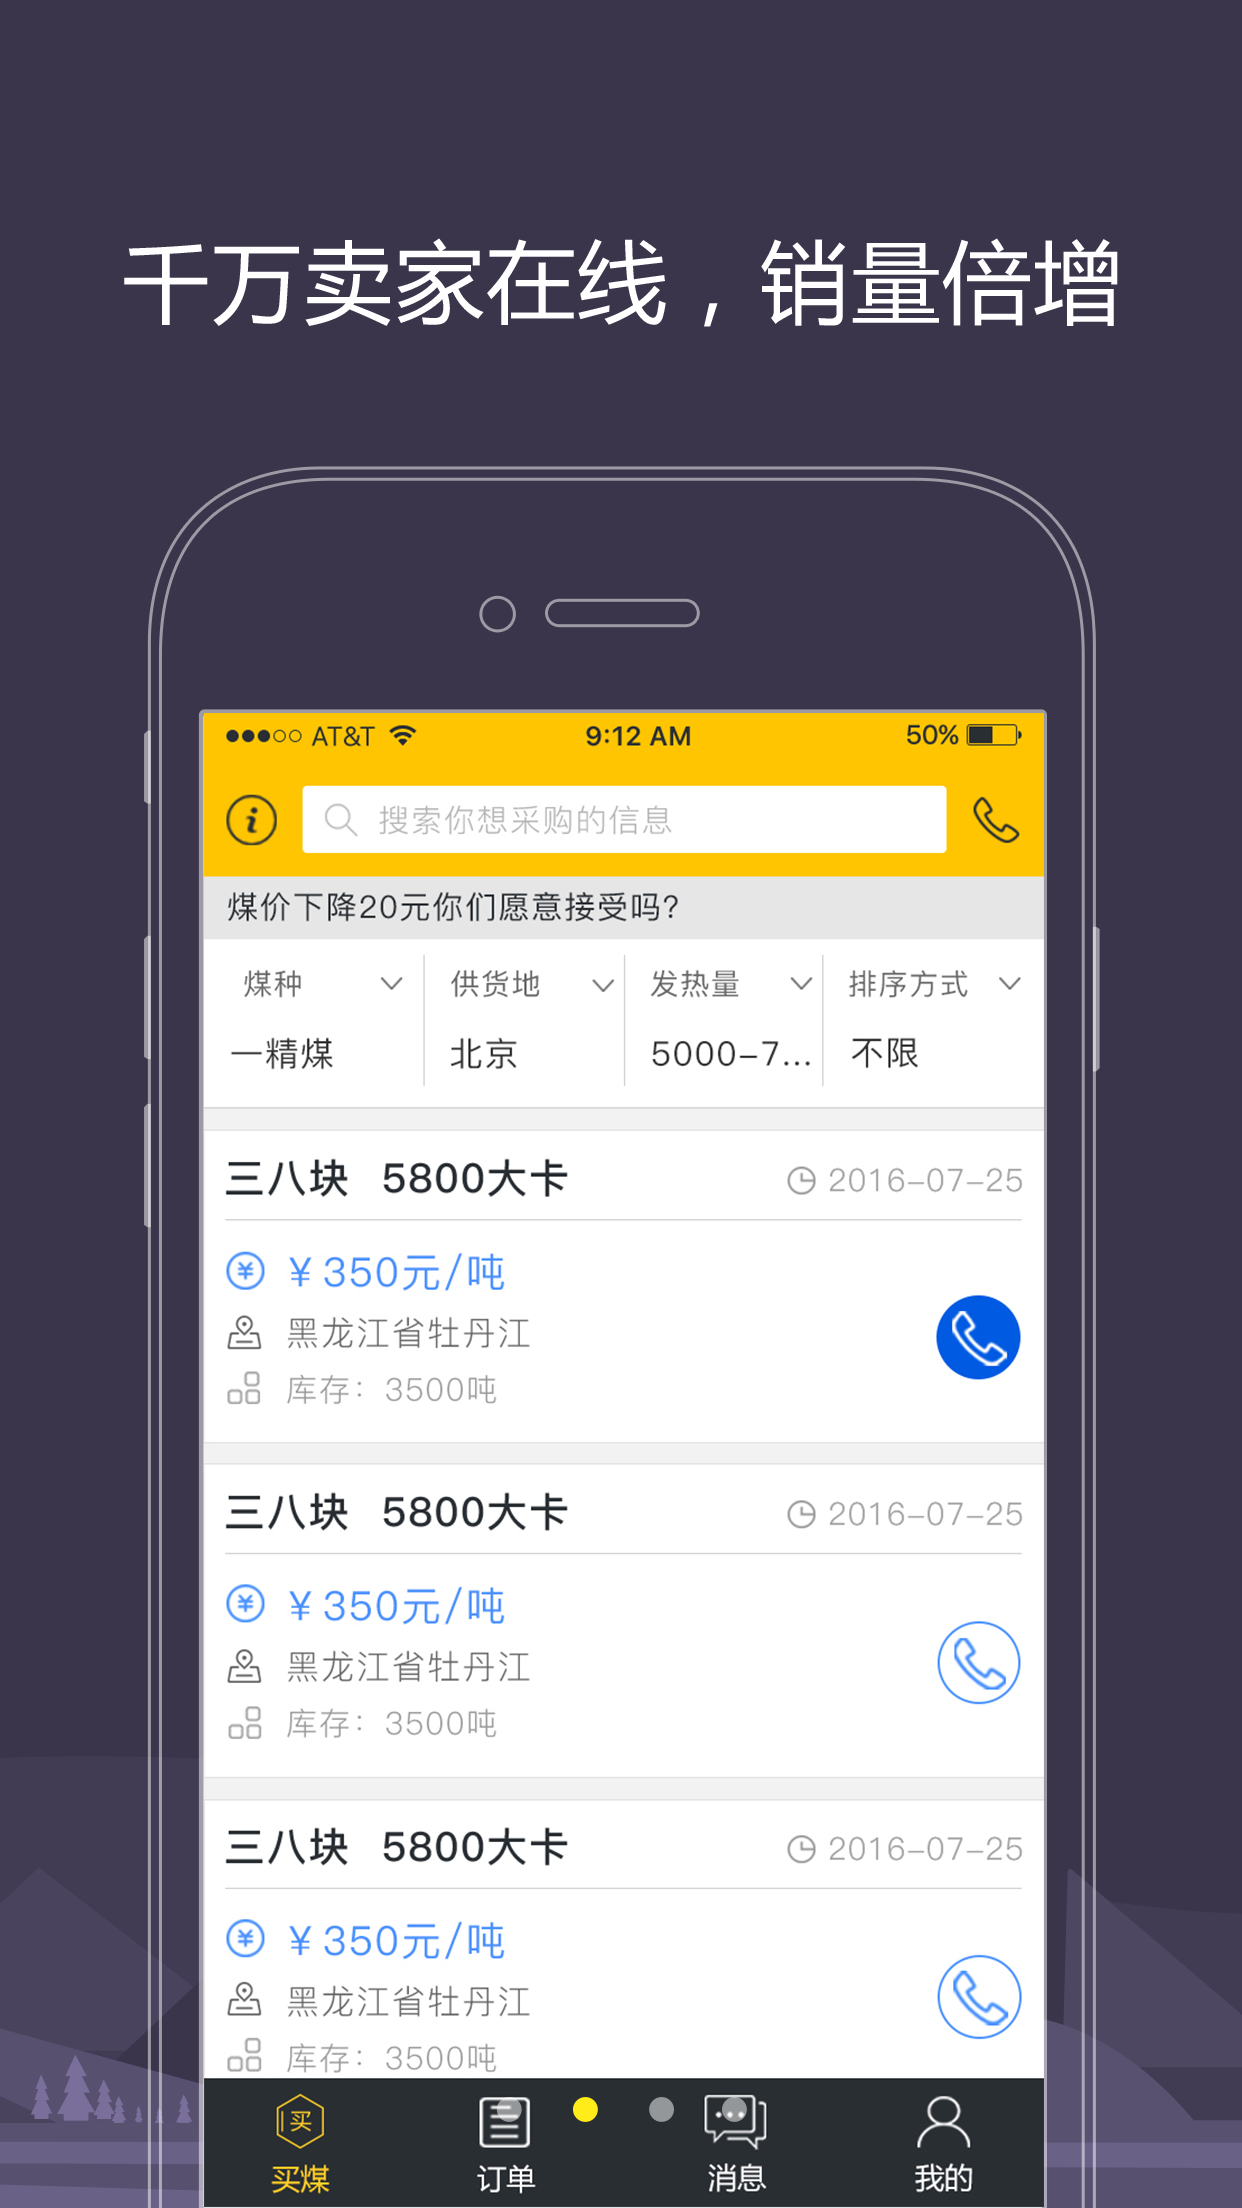 千万卖家在线，销量倍增
AT&T 9:12 AM 50%
搜索你想采购的信息
煤价下降20元你们愿意接受吗?
煤种 供货地 发热量 排序方式
一精煤 北京 5000-7... 不限
三八块 5800大卡 2016-07-25
¥350元/吨
黑龙江省牡丹江
库存：3500吨
三八块 5800大卡 2016-07-25
¥350元/吨
黑龙江省牡丹江
库存：3500吨
三八块 5800大卡 2016-07-25
¥350元/吨
黑龙江省牡丹江
库存：3500吨
买
买煤 订单 消息 我的